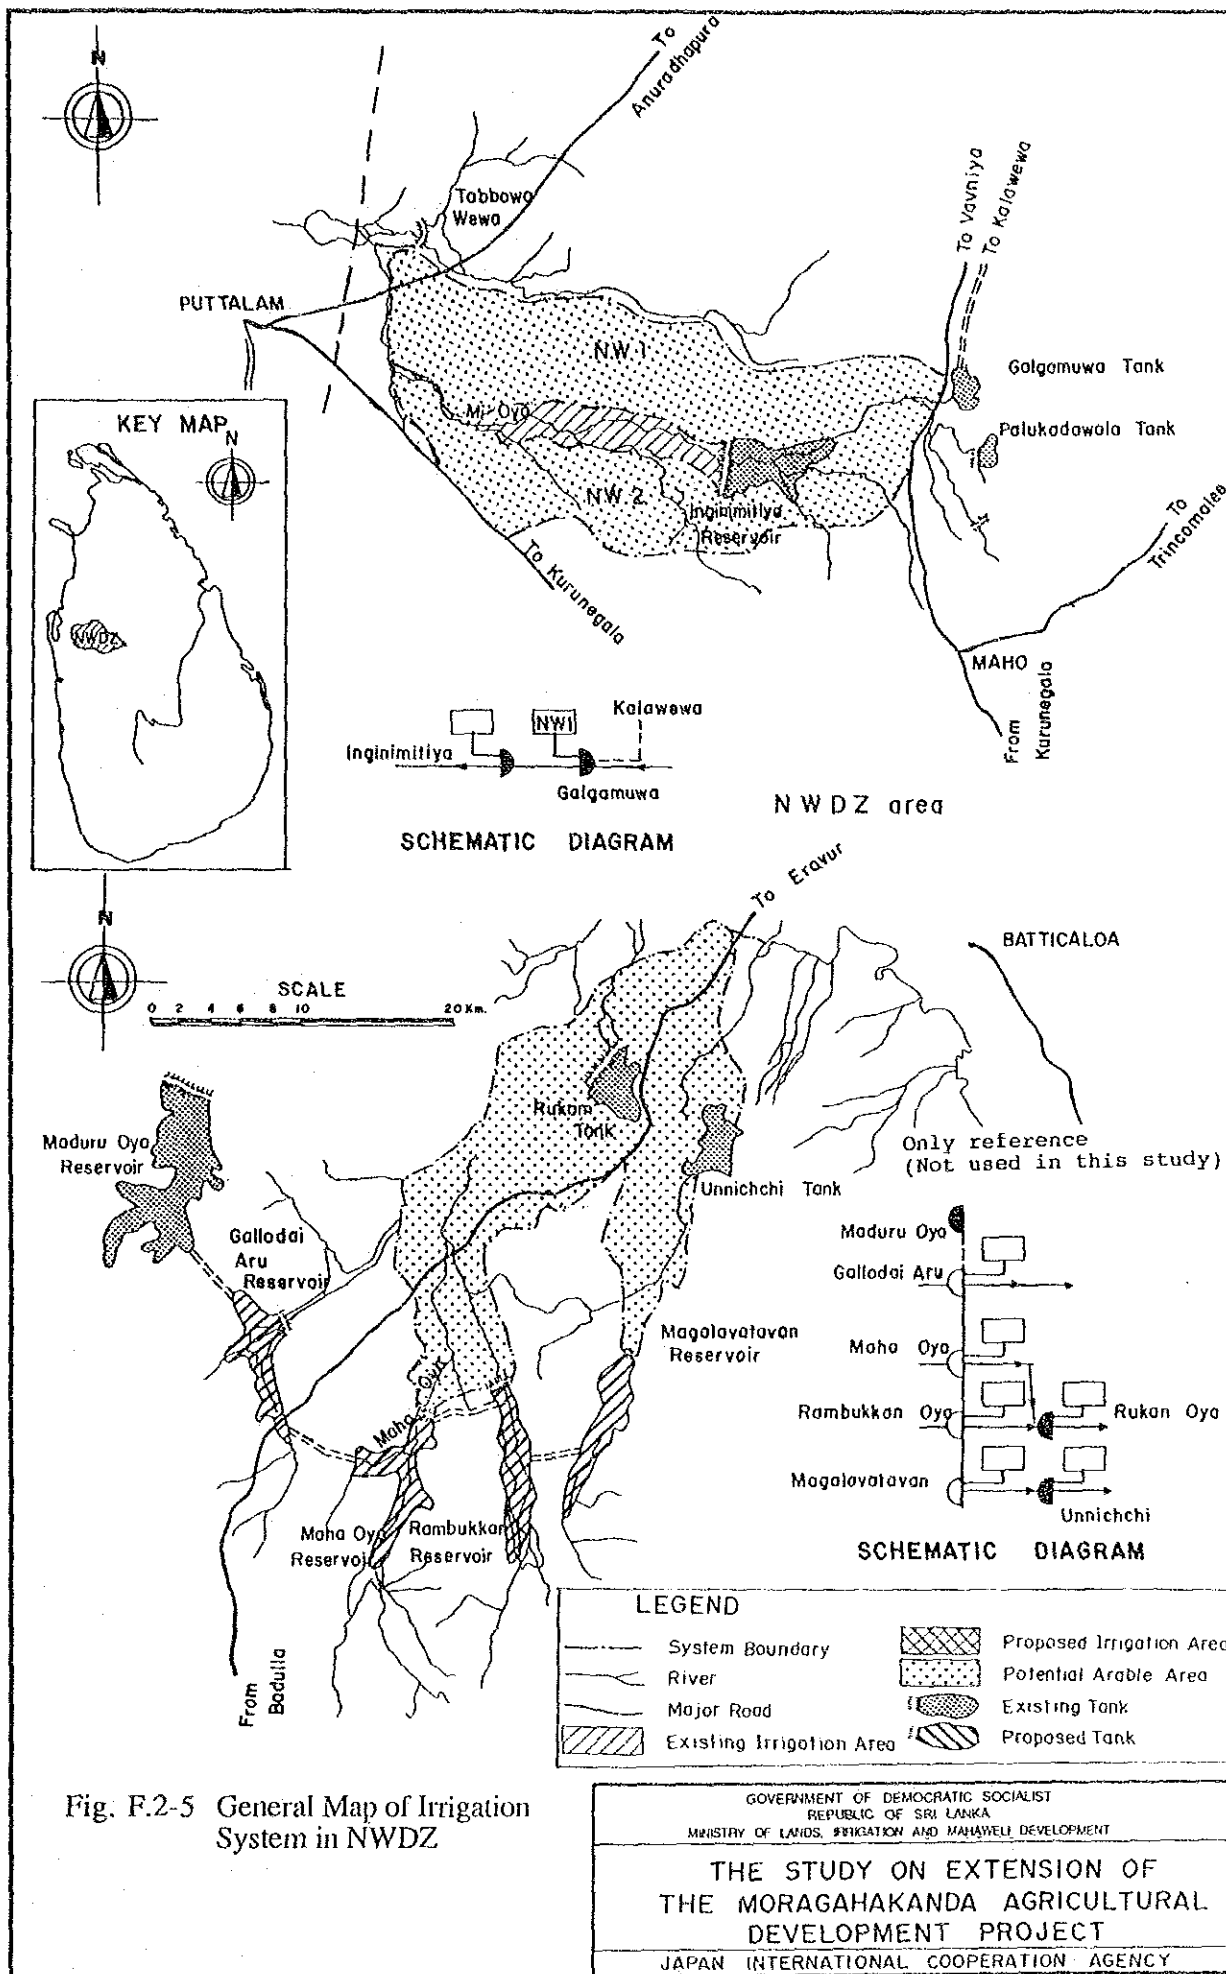 N
To
Anuradhapura
Tabbowa
Wewa
PUTTALAM
To Vavniya
To Kalawewa
NW 1
Galgamuwa Tank
Mi Oya
Palukadawala Tank
NW 2
Inginimitiya
Reservoir
To
Trincomalee
To Kurunegala
MAHO
From
Kurunegala
KEY MAP
N
NWDZ
Kalawewa
NW1
Inginimitiya
Galgamuwa
NWDZ area
SCHEMATIC DIAGRAM
N
To Eravur
BATTICALOA
SCALE
0 2 4 6 8 10 20 Km.
Rukam
Tank
Maduru Oya
Reservoir
Only reference
(Not used in this study)
Unnichchi Tank
Gallodai
Aru
Reservoir
Maduru Oya
Gallodai Aru
Magalavatavan
Reservoir
Maha Oya
Maha Oya
Rambukkan Oya
Rukan Oya
Magalavatavan
Unnichchi
Maha Oya
Reservoir
Rambukkan
Reservoir
SCHEMATIC DIAGRAM
From
Badulla
LEGEND
System Boundary
River
Major Road
Existing Irrigation Area
Proposed Irrigation Area
Potential Arable Area
Existing Tank
Proposed Tank
Fig. F.2-5 General Map of Irrigation
System in NWDZ
GOVERNMENT OF DEMOCRATIC SOCIALIST
REPUBLIC OF SRI LANKA
MINISTRY OF LANDS, IRRIGATION AND MAHAWELI DEVELOPMENT
THE STUDY ON EXTENSION OF
THE MORAGAHAKANDA AGRICULTURAL
DEVELOPMENT PROJECT
JAPAN INTERNATIONAL COOPERATION AGENCY